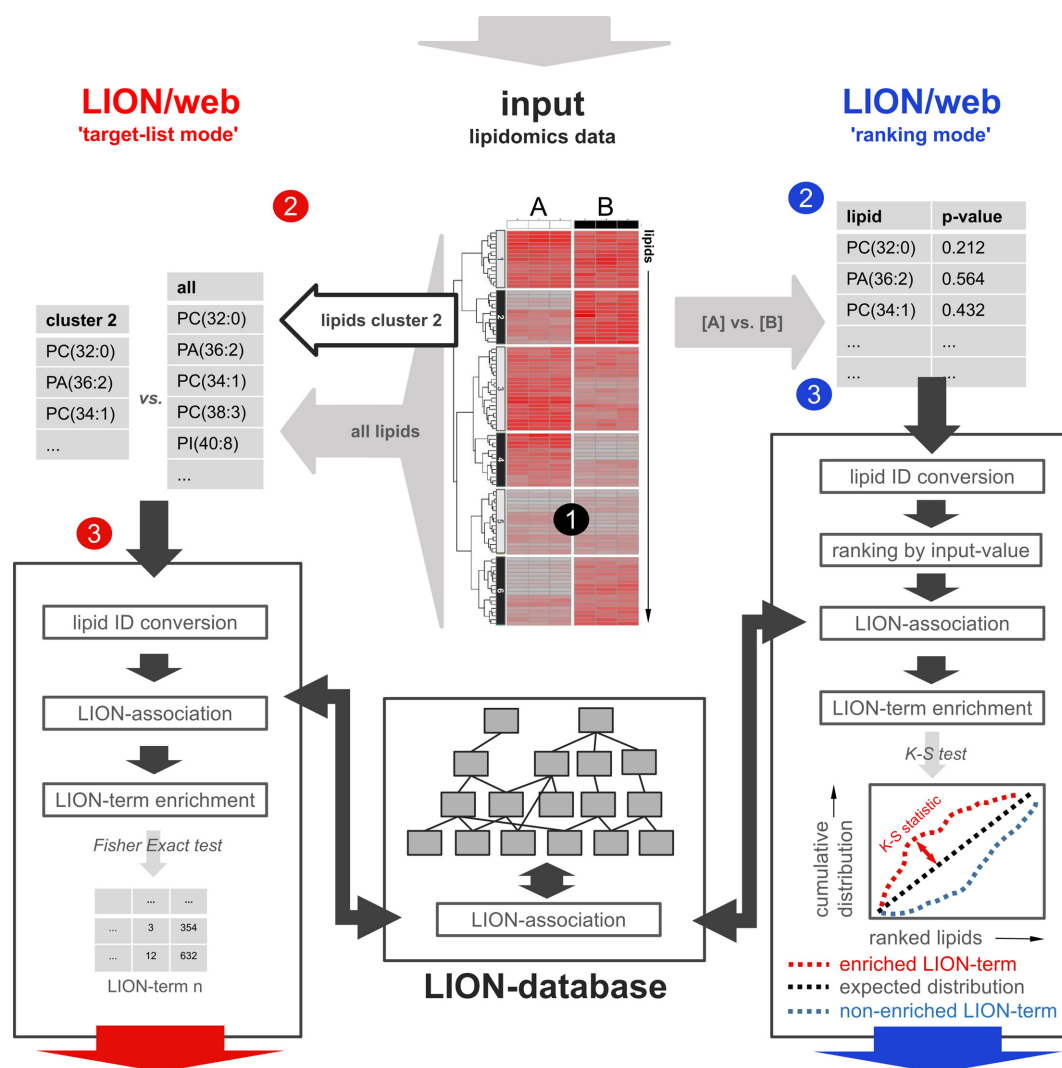 LION/web
'target-list mode'
input
lipidomics data
LION/web
'ranking mode'
2
A
B
lipids
1
2
3
4
5
6
1
lipids cluster 2
all lipids
cluster 2
PC(32:0)
PA(36:2)
PC(34:1)
...
vs.
all
PC(32:0)
PA(36:2)
PC(34:1)
PC(38:3)
PI(40:8)
...
[A] vs. [B]
2
lipid p-value
PC(32:0) 0.212
PA(36:2) 0.564
PC(34:1) 0.432
... ...
... ...
3
lipid ID conversion
LION-association
LION-term enrichment
Fisher Exact test
... ...
... 3 354
... 12 632
LION-term n
LION-association
LION-database
3
lipid ID conversion
ranking by input-value
LION-association
LION-term enrichment
K-S test
K-S statistic
cumulative
distribution
ranked lipids
enriched LION-term
expected distribution
non-enriched LION-term